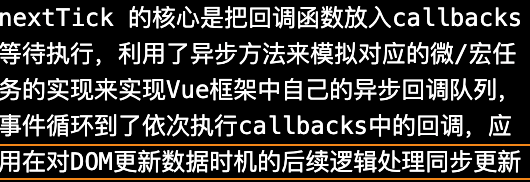 nextTick 的核心是把回调函数放入callbacks
等待执行，利用了异步方法来模拟对应的微/宏任
务的实现来实现Vue框架中自己的异步回调队列，
事件循环到了依次执行callbacks中的回调，应
用在对DOM更新数据时机的后续逻辑处理同步更新